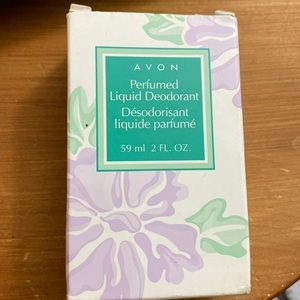 AVON
Perfumed
Liquid Deodorant
Désodorisant
liquide parfumé
59 ml 2 FL. OZ.